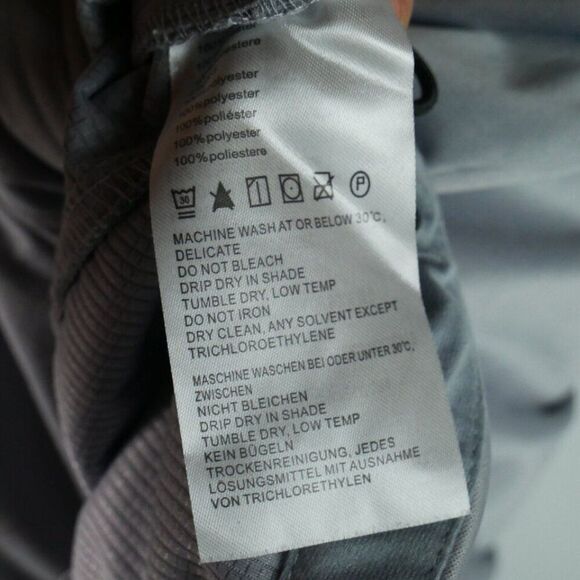 100%polyester
100%polyester
100%poliéster
100%polyester
100%poliestere
30
P
MACHINE WASH AT OR BELOW 30°C,
DELICATE
DO NOT BLEACH
DRIP DRY IN SHADE
TUMBLE DRY, LOW TEMP
DO NOT IRON
DRY CLEAN, ANY SOLVENT EXCEPT
TRICHLOROETHYLENE
MASCHINE WASCHEN BEI ODER UNTER 30°C,
ZWISCHEN
NICHT BLEICHEN
DRIP DRY IN SHADE
TUMBLE DRY, LOW TEMP
KEIN BÜGELN
TROCKENREINIGUNG, JEDES
LÖSUNGSMITTEL MIT AUSNAHME
VON TRICHLORETHYLEN